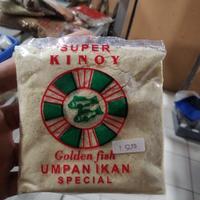 SUPER
KINOY
Golden fish
UMPAN IKAN
SPECIAL